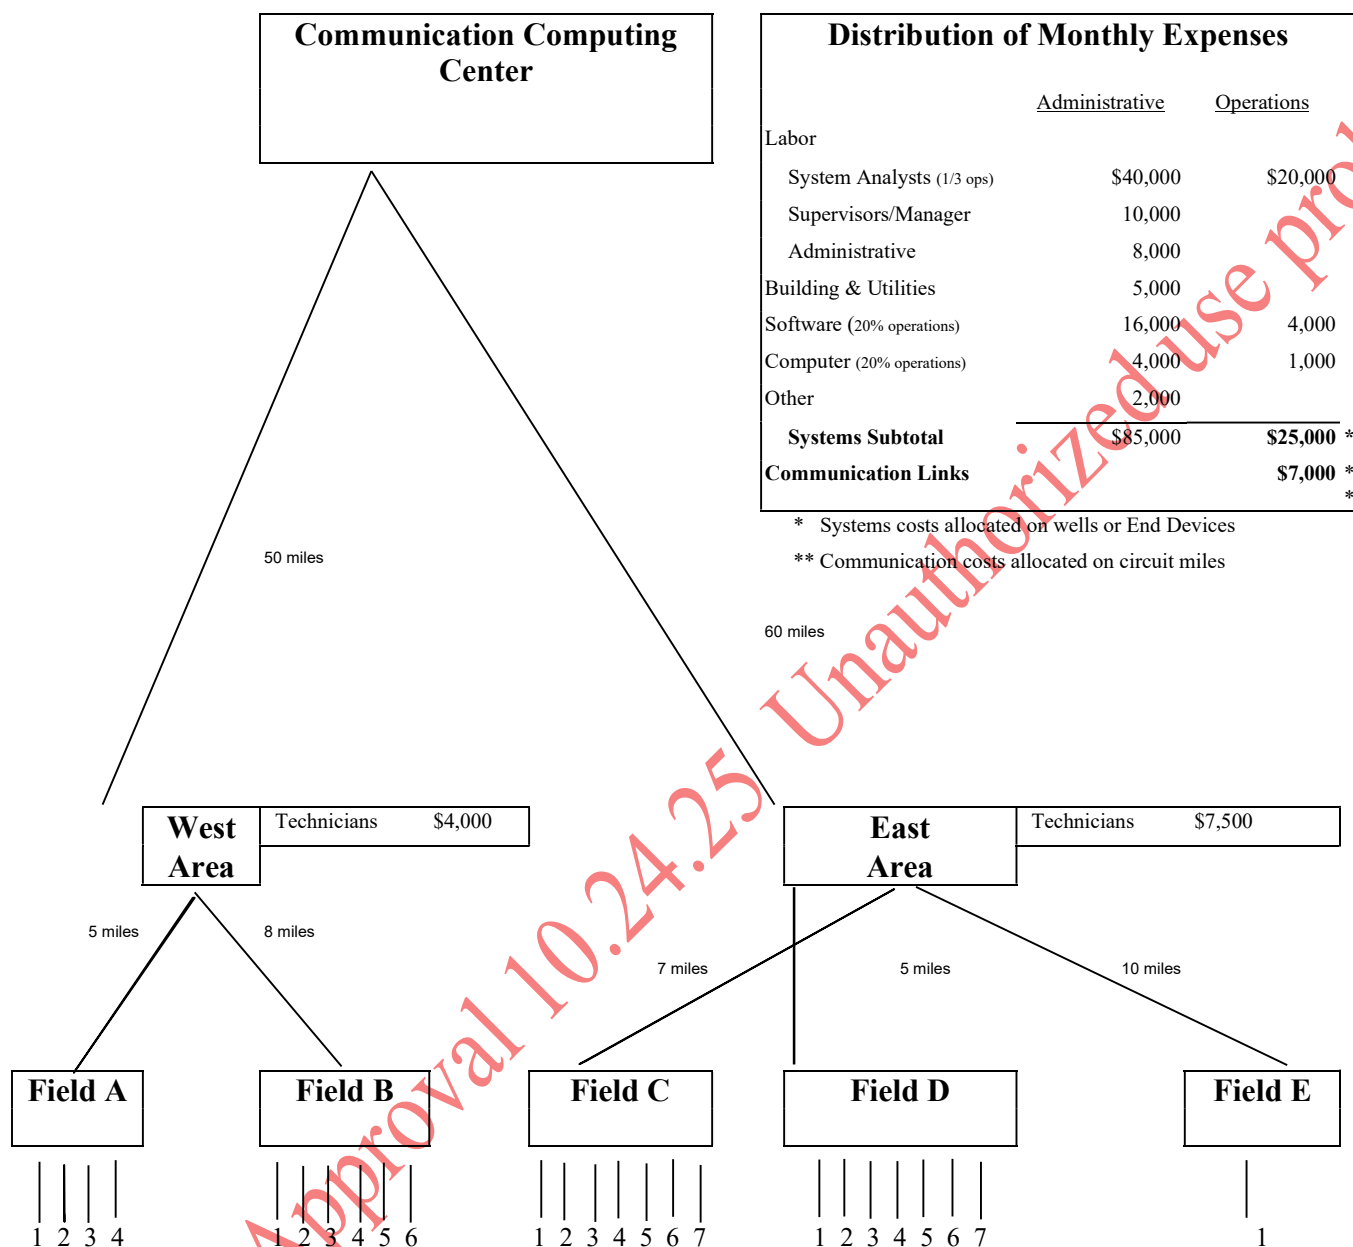 Communication Computing
Center
Distribution of Monthly Expenses
Administrative Operations
Labor
System Analysts (1/3 ops) $40,000 $20,000
Supervisors/Manager 10,000
Administrative 8,000
Building & Utilities 5,000
Software (20% operations) 16,000 4,000
Computer (20% operations) 4,000 1,000
Other 2,000
Systems Subtotal $85,000 $25,000 *
Communication Links $7,000 *
*
* Systems costs allocated on wells or End Devices
** Communication costs allocated on circuit miles
50 miles
60 miles
West
Area
Technicians $4,000
East
Area
Technicians $7,500
5 miles 8 miles 7 miles 5 miles 10 miles
Field A Field B Field C Field D Field E
1 2 3 4 1 2 3 4 5 6 1 2 3 4 5 6 7 1 2 3 4 5 6 7 1
Approval 10.24.25 Unauthorized use